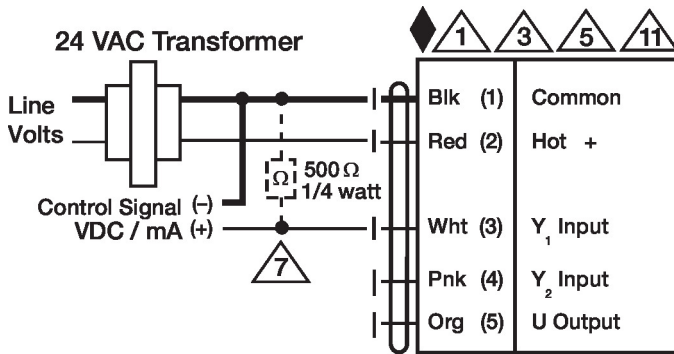 24 VAC Transformer
1 3 5 11
Line
Volts
Blk (1) Common
Red (2) Hot +
Ω 500 Ω
1/4 watt
Control Signal (–)
VDC / mA (+)
Wht (3) Y₁ Input
7
Pnk (4) Y₂ Input
Org (5) U Output